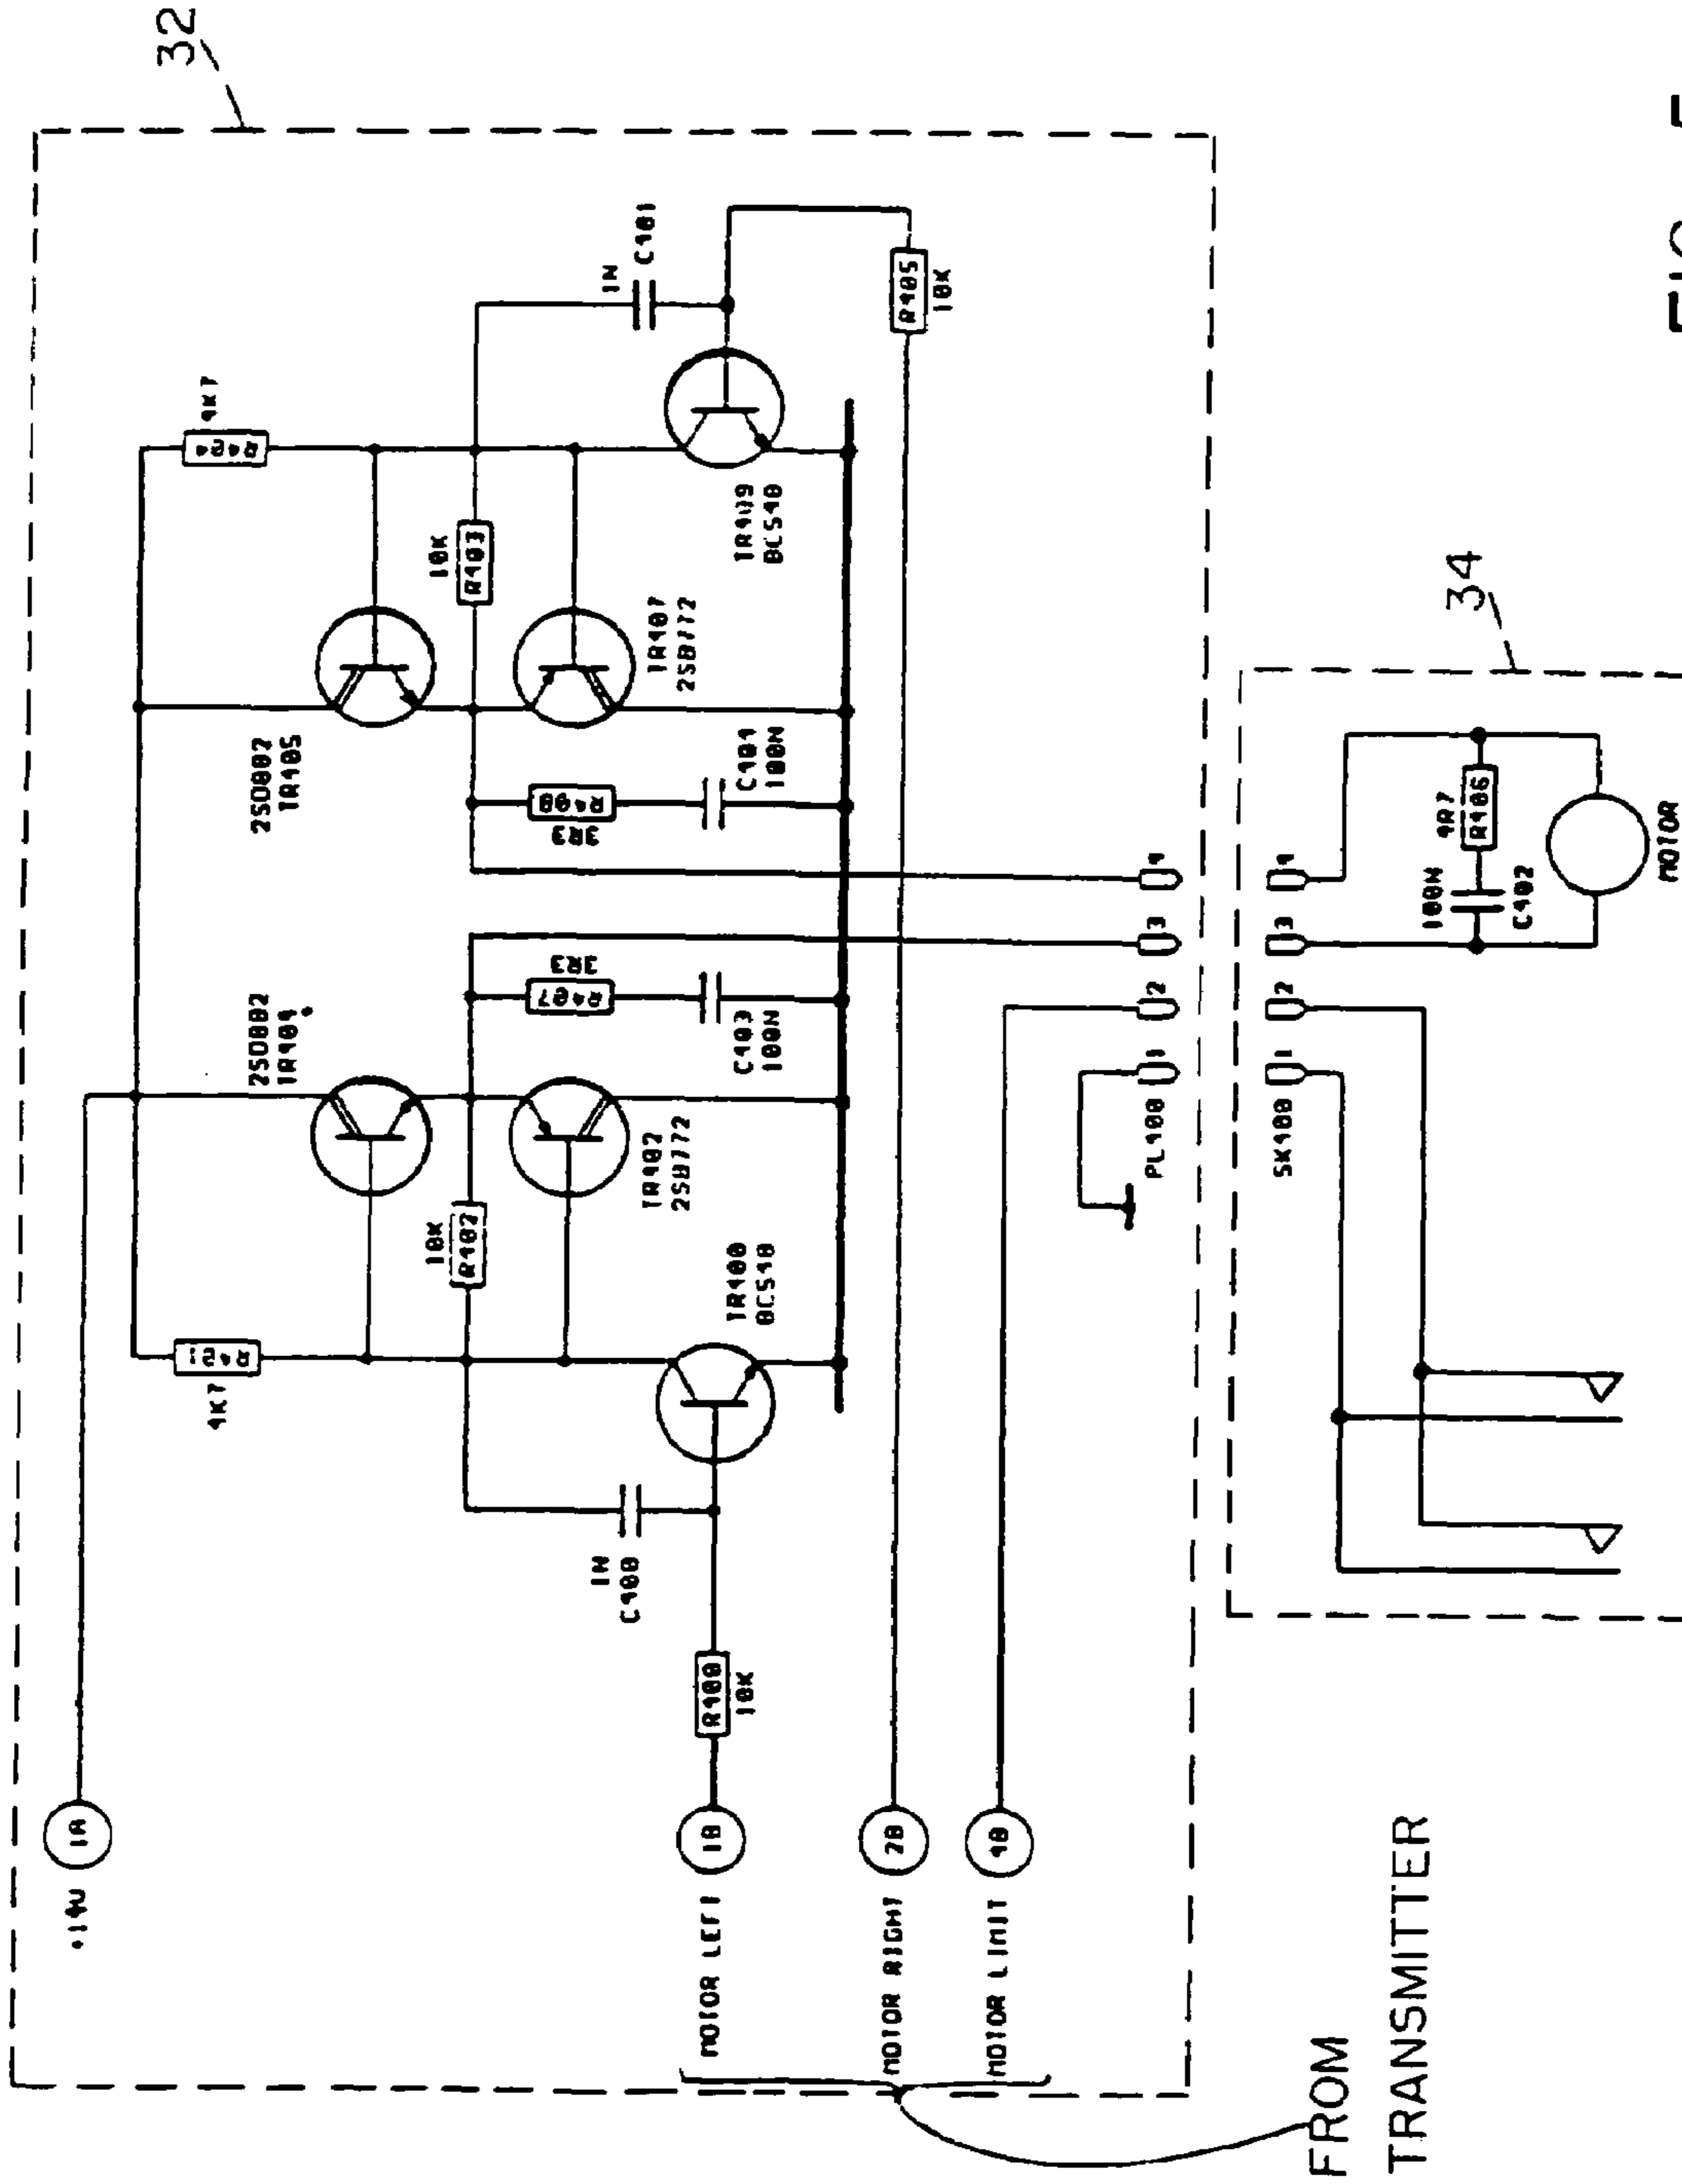 32
+14V
1A
4K7
R401
2SD882
TR404
2SD882
TR405
4K7
R404
10K
R402
10K
R403
1N
C401
1N
C400
TR402
2SB772
R407
3R3
3R3
R408
TR407
2SB772
MOTOR LEFT
1B
R400
10K
TR400
BC548
C403
100N
C404
100N
BC548
MOTOR RIGHT
2B
R405
10K
MOTOR LIMIT
4B
PL400
1
2
3
4
SK400
1
2
3
4
FROM
TRANSMITTER
34
100N
C402
4R7
R406
MOTOR